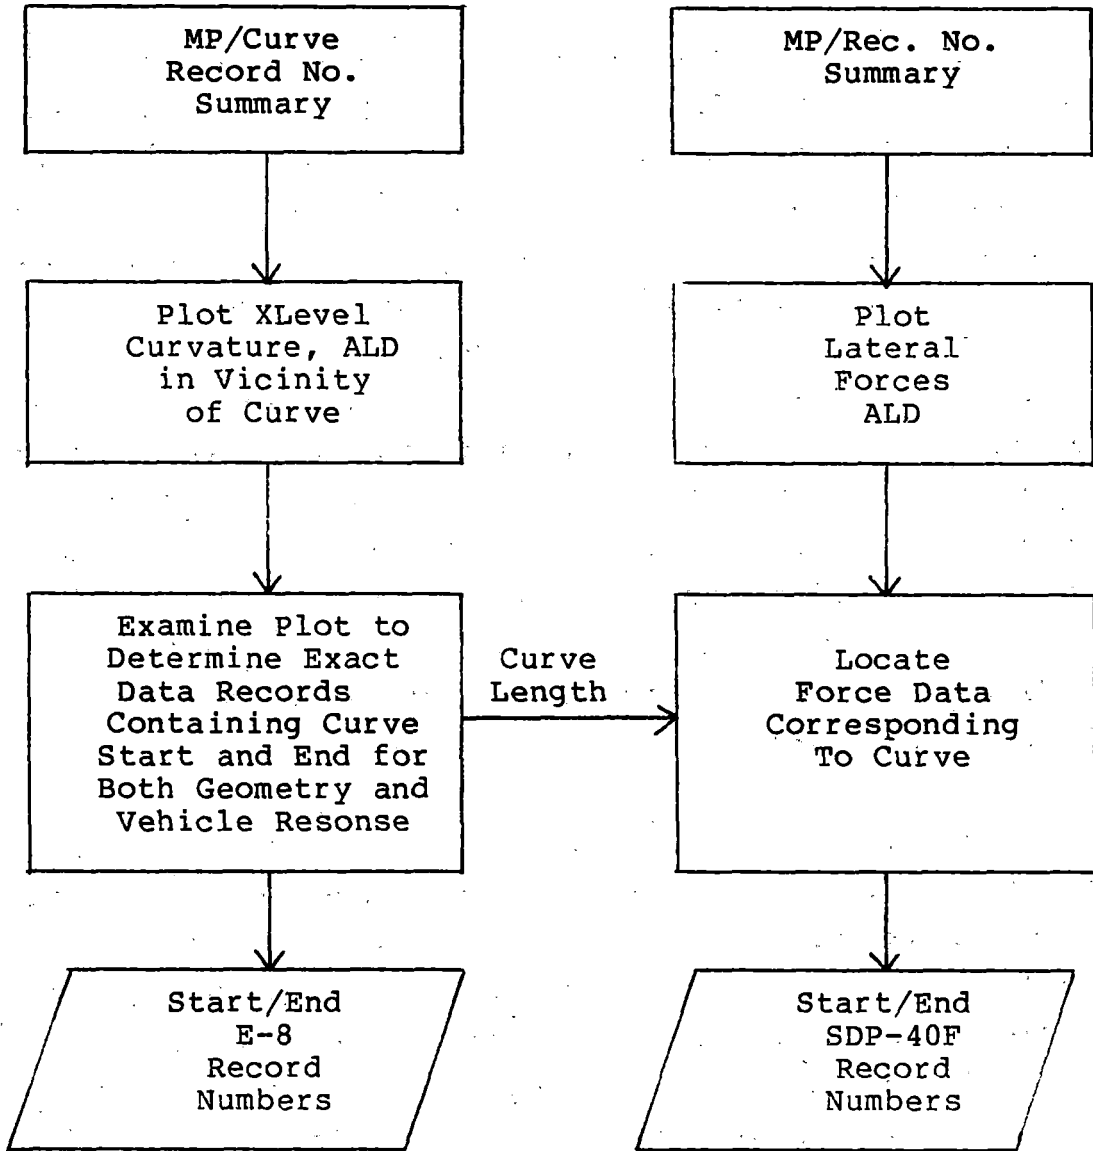 MP/Curve
Record No.
Summary
MP/Rec. No.
Summary
Plot XLevel
Curvature, ALD
in Vicinity
of Curve
Plot
Lateral
Forces
ALD
Examine Plot to
Determine Exact
Data Records
Containing Curve
Start and End for
Both Geometry and
Vehicle Resonse
Curve
Length
Locate
Force Data
Corresponding
To Curve
Start/End
E-8
Record
Numbers
Start/End
SDP-40F
Record
Numbers